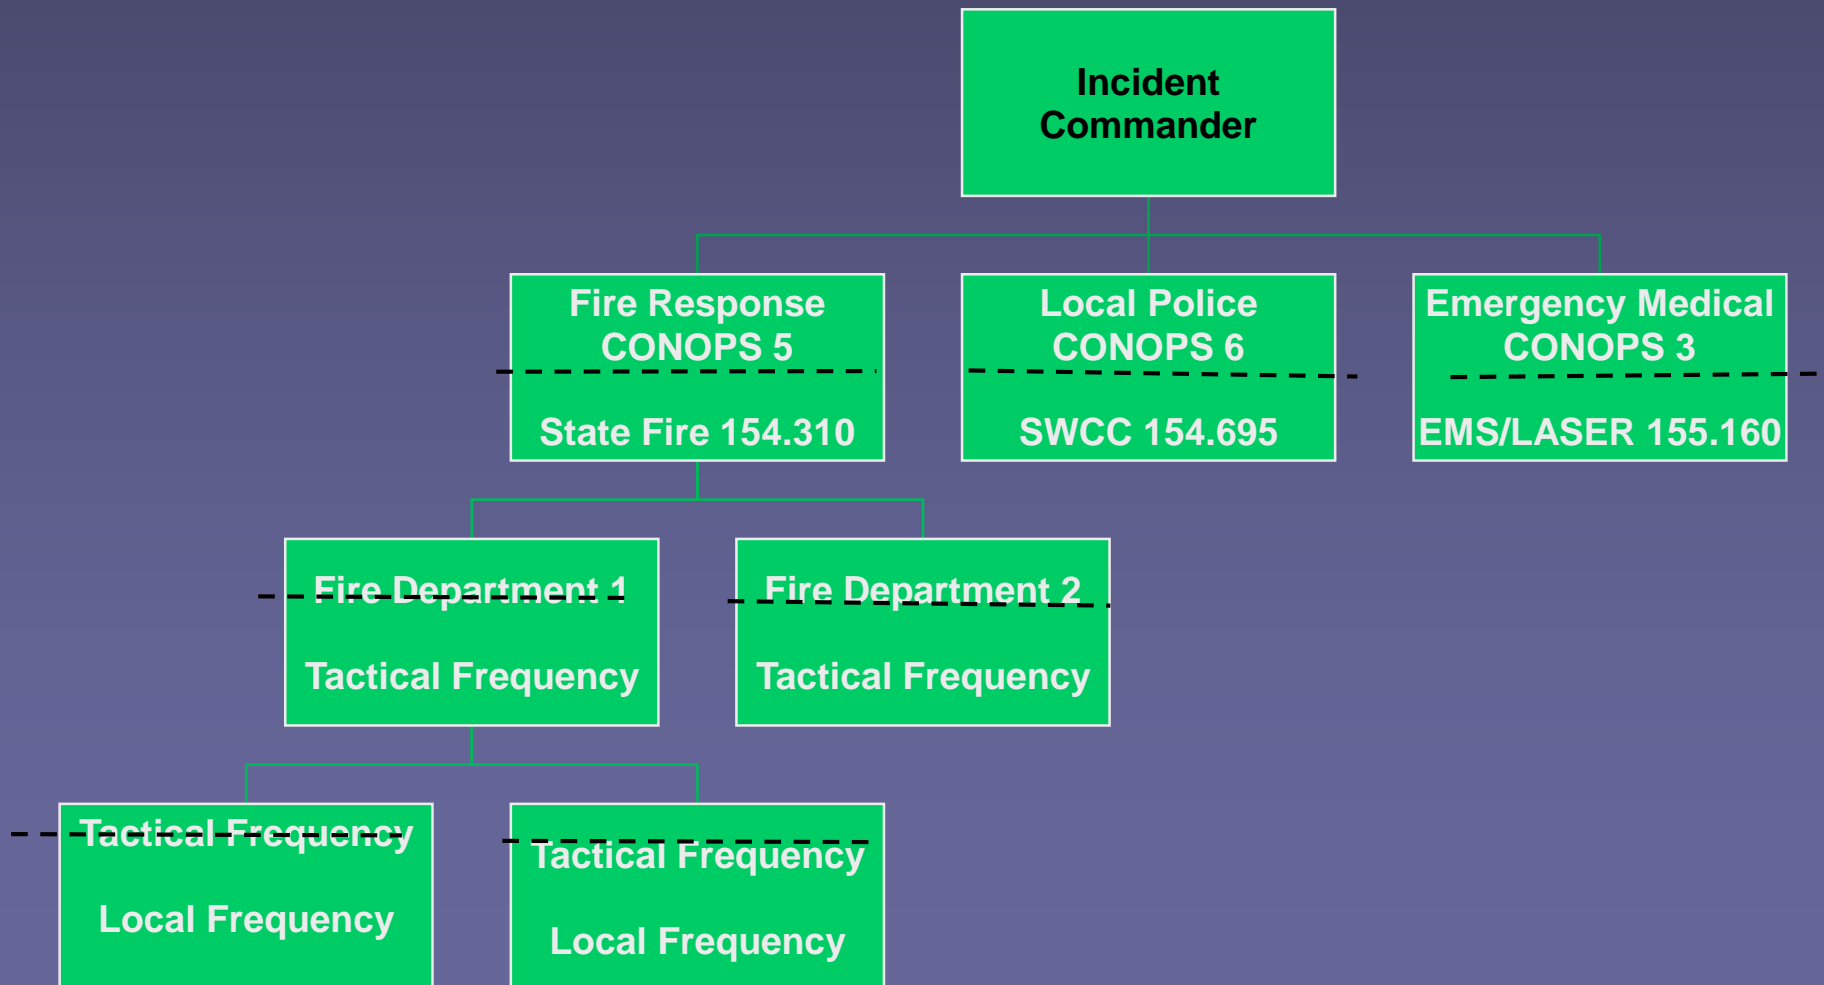 Incident
Commander
Fire Response
CONOPS 5
State Fire 154.310
Local Police
CONOPS 6
SWCC 154.695
Emergency Medical
CONOPS 3
EMS/LASER 155.160
Fire Department 1
Tactical Frequency
Fire Department 2
Tactical Frequency
Tactical Frequency
Local Frequency
Tactical Frequency
Local Frequency